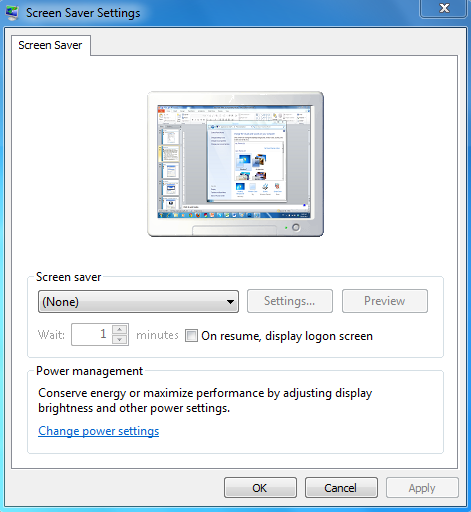 Screen Saver Settings
Screen Saver
Screen saver
(None)
Settings...
Preview
Wait: 1 minutes
On resume, display logon screen
Power management
Conserve energy or maximize performance by adjusting display
brightness and other power settings.
Change power settings
OK
Cancel
Apply